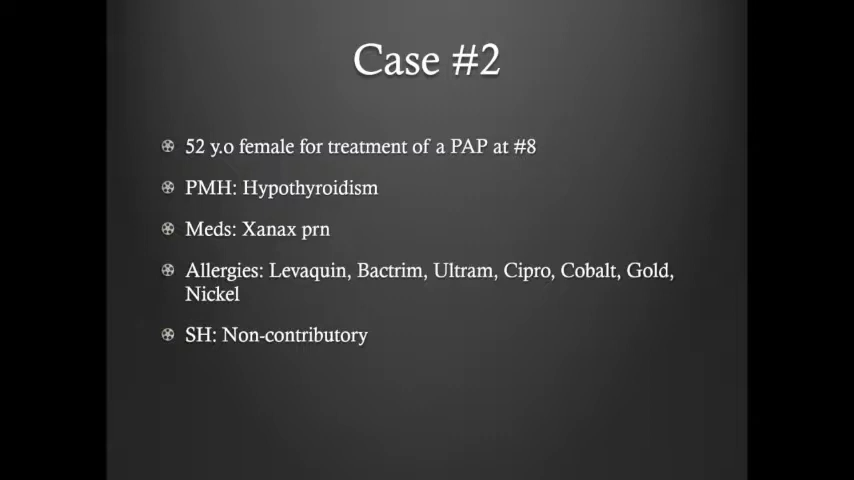 Case #2
52 y.o female for treatment of a PAP at #8
PMH: Hypothyroidism
Meds: Xanax prn
Allergies: Levaquin, Bactrim, Ultram, Cipro, Cobalt, Gold,
Nickel
SH: Non-contributory